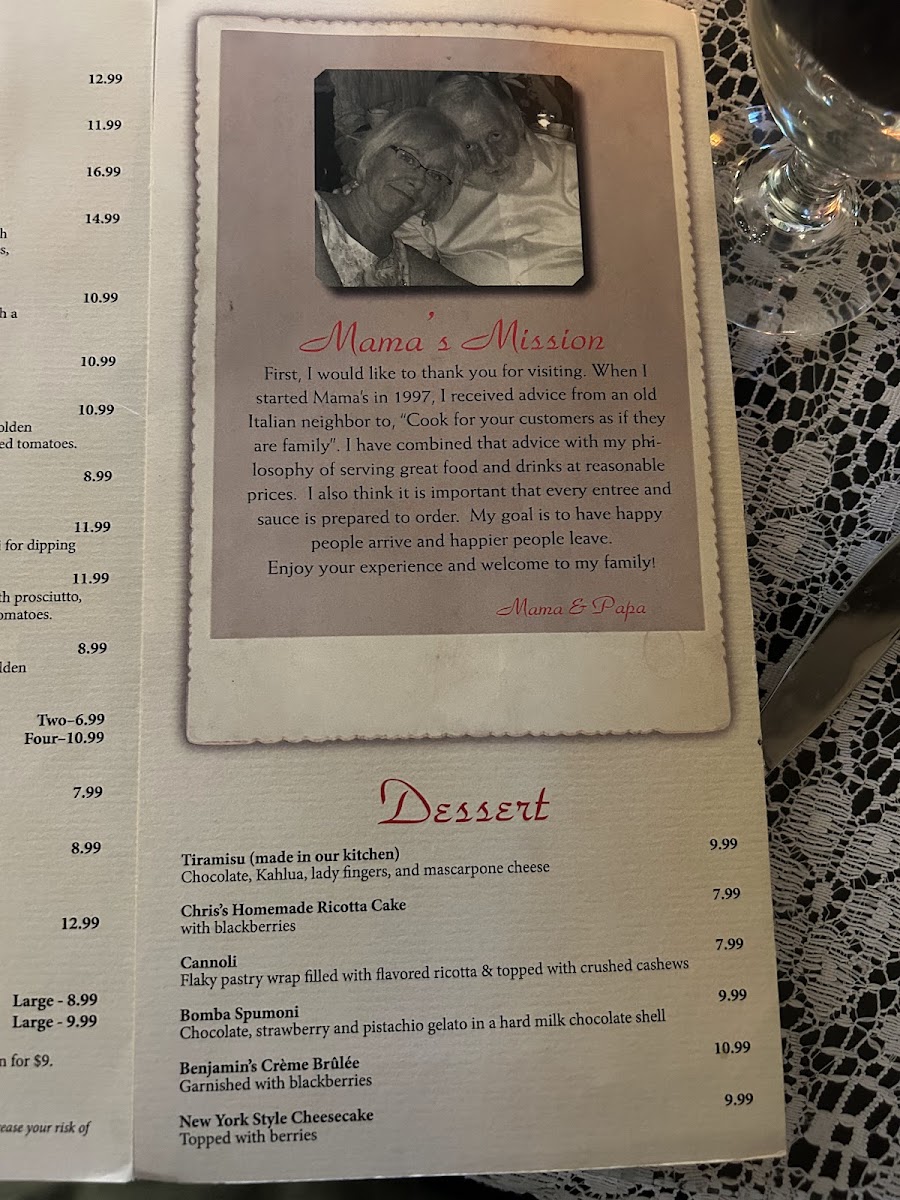 12.99
11.99
16.99
14.99
h
s,
10.99
h a
10.99
10.99
olden
ed tomatoes.
8.99
11.99
for dipping
11.99
th prosciutto,
omatoes.
8.99
lden
Two–6.99
Four–10.99
7.99
8.99
12.99
Large - 8.99
Large - 9.99
n for $9.
ease your risk of
Mama's Mission
First, I would like to thank you for visiting. When I
started Mama's in 1997, I received advice from an old
Italian neighbor to, “Cook for your customers as if they
are family”. I have combined that advice with my phi-
losophy of serving great food and drinks at reasonable
prices. I also think it is important that every entree and
sauce is prepared to order. My goal is to have happy
people arrive and happier people leave.
Enjoy your experience and welcome to my family!
Mama & Papa
Dessert
Tiramisu (made in our kitchen) 9.99
Chocolate, Kahlua, lady fingers, and mascarpone cheese
Chris's Homemade Ricotta Cake 7.99
with blackberries
Cannoli 7.99
Flaky pastry wrap filled with flavored ricotta & topped with crushed cashews
Bomba Spumoni 9.99
Chocolate, strawberry and pistachio gelato in a hard milk chocolate shell
Benjamin's Crème Brûlée 10.99
Garnished with blackberries
New York Style Cheesecake 9.99
Topped with berries